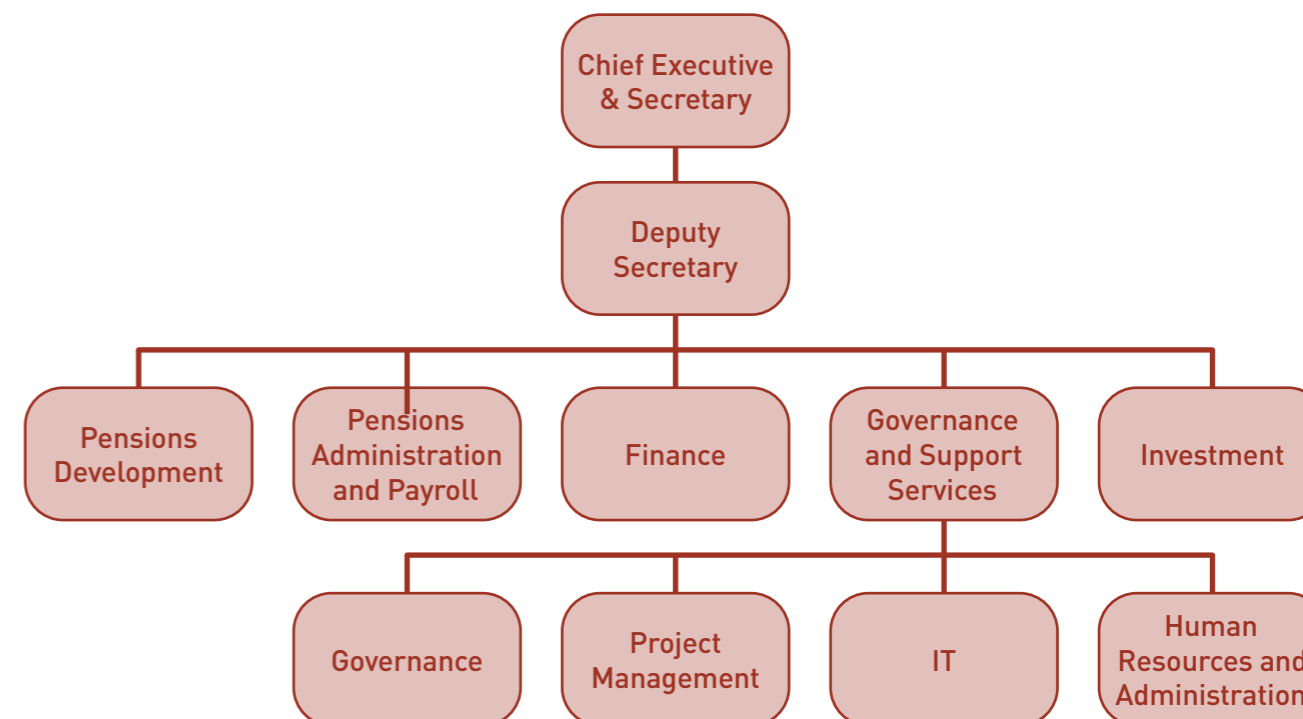 Chief Executive
& Secretary
Deputy
Secretary
Pensions
Development
Pensions
Administration
and Payroll
Finance
Governance
and Support
Services
Investment
Governance
Project
Management
IT
Human
Resources and
Administration